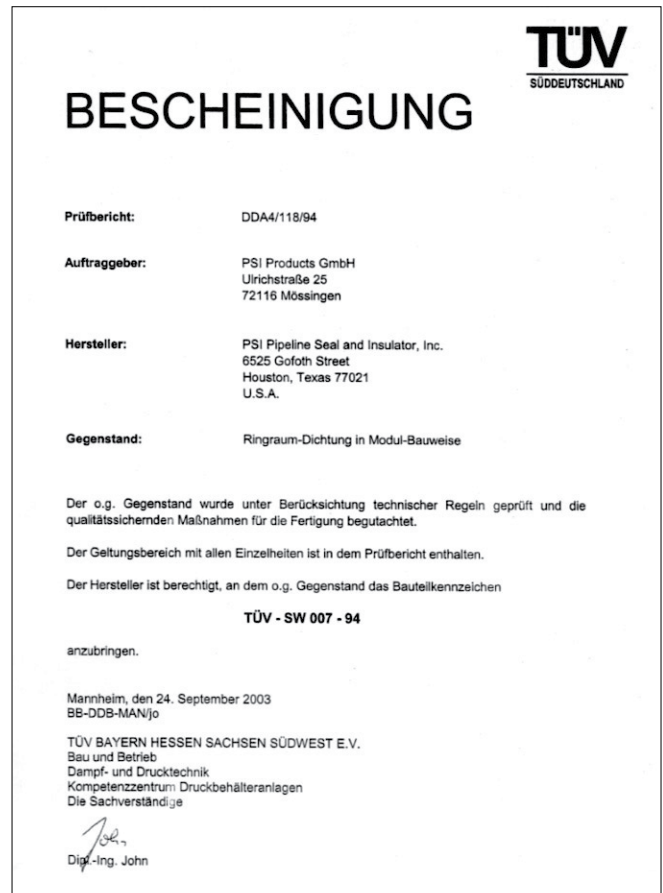 TÜV
SÜDDEUTSCHLAND
BESCHEINIGUNG
Prüfbericht: DDA4/118/94
Auftraggeber: PSI Products GmbH
Ulrichstraße 25
72116 Mössingen
Hersteller: PSI Pipeline Seal and Insulator, Inc.
6525 Gofoth Street
Houston, Texas 77021
U.S.A.
Gegenstand: Ringraum-Dichtung in Modul-Bauweise
Der o.g. Gegenstand wurde unter Berücksichtung technischer Regeln geprüft und die
qualitätssichernden Maßnahmen für die Fertigung begutachtet.
Der Geltungsbereich mit allen Einzelheiten ist in dem Prüfbericht enthalten.
Der Hersteller ist berechtigt, an dem o.g. Gegenstand das Bauteilkennzeichen
TÜV - SW 007 - 94
anzubringen.
Mannheim, den 24. September 2003
BB-DDB-MAN/jo
TÜV BAYERN HESSEN SACHSEN SÜDWEST E.V.
Bau und Betrieb
Dampf- und Drucktechnik
Kompetenzzentrum Druckbehälteranlagen
Die Sachverständige
John
Dipl.-Ing. John